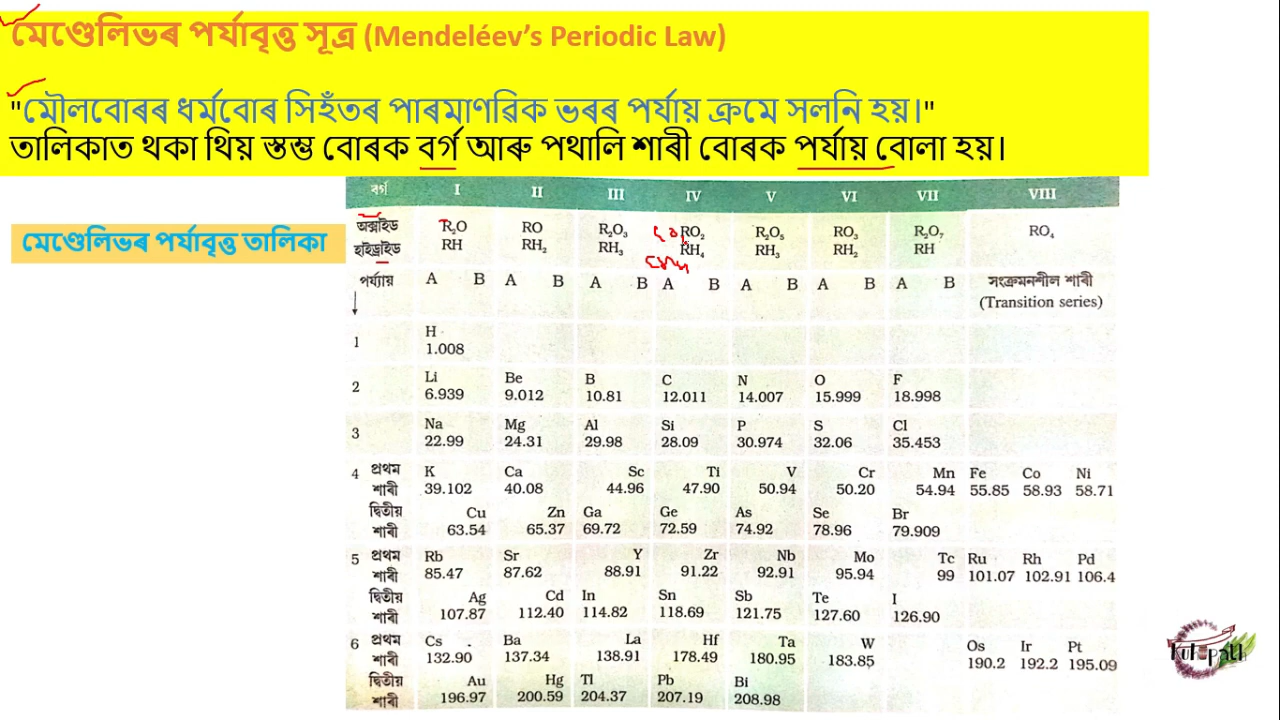 মেণ্ডেলিভৰ পৰ্যাবৃত্ত সূত্ৰ (Mendeléev's Periodic Law)
"মৌলবোৰৰ ধৰ্মবোৰ সিহঁতৰ পাৰমাণৱিক ভৰৰ পৰ্যায় ক্ৰমে সলনি হয়।"
তালিকাত থকা থিয় স্তম্ভ বোৰক বৰ্গ আৰু পথালি শাৰী বোৰক পৰ্যায় বোলা হয়।
মেণ্ডেলিভৰ পৰ্যাবৃত্ত তালিকা
বৰ্গ I II III IV V VI VII VIII
অক্সাইড R₂O RO R₂O₃ RO₂ R₂O₅ RO₃ R₂O₇ RO₄
হাইড্ৰাইড RH RH₂ RH₃ RH₄ RH₃ RH₂ RH
পৰ্য্যায় A B A B A B A B A B A B A B সংক্ৰমনশীল শাৰী
(Transition series)
1 H
1.008
2 Li Be B C N O F
6.939 9.012 10.81 12.011 14.007 15.999 18.998
3 Na Mg Al Si P S Cl
22.99 24.31 29.98 28.09 30.974 32.06 35.453
4 প্ৰথম K Ca Sc Ti V Cr Mn Fe Co Ni
শাৰী 39.102 40.08 44.96 47.90 50.94 50.20 54.94 55.85 58.93 58.71
দ্বিতীয় Cu Zn Ga Ge As Se Br
শাৰী 63.54 65.37 69.72 72.59 74.92 78.96 79.909
5 প্ৰথম Rb Sr Y Zr Nb Mo Tc Ru Rh Pd
শাৰী 85.47 87.62 88.91 91.22 92.91 95.94 99 101.07 102.91 106.4
দ্বিতীয় Ag Cd In Sn Sb Te I
শাৰী 107.87 112.40 114.82 118.69 121.75 127.60 126.90
6 প্ৰথম Cs Ba La Hf Ta W Os Ir Pt
শাৰী 132.90 137.34 138.91 178.49 180.95 183.85 190.2 192.2 195.09
দ্বিতীয় Au Hg Tl Pb Bi
শাৰী 196.97 200.59 204.37 207.19 208.98